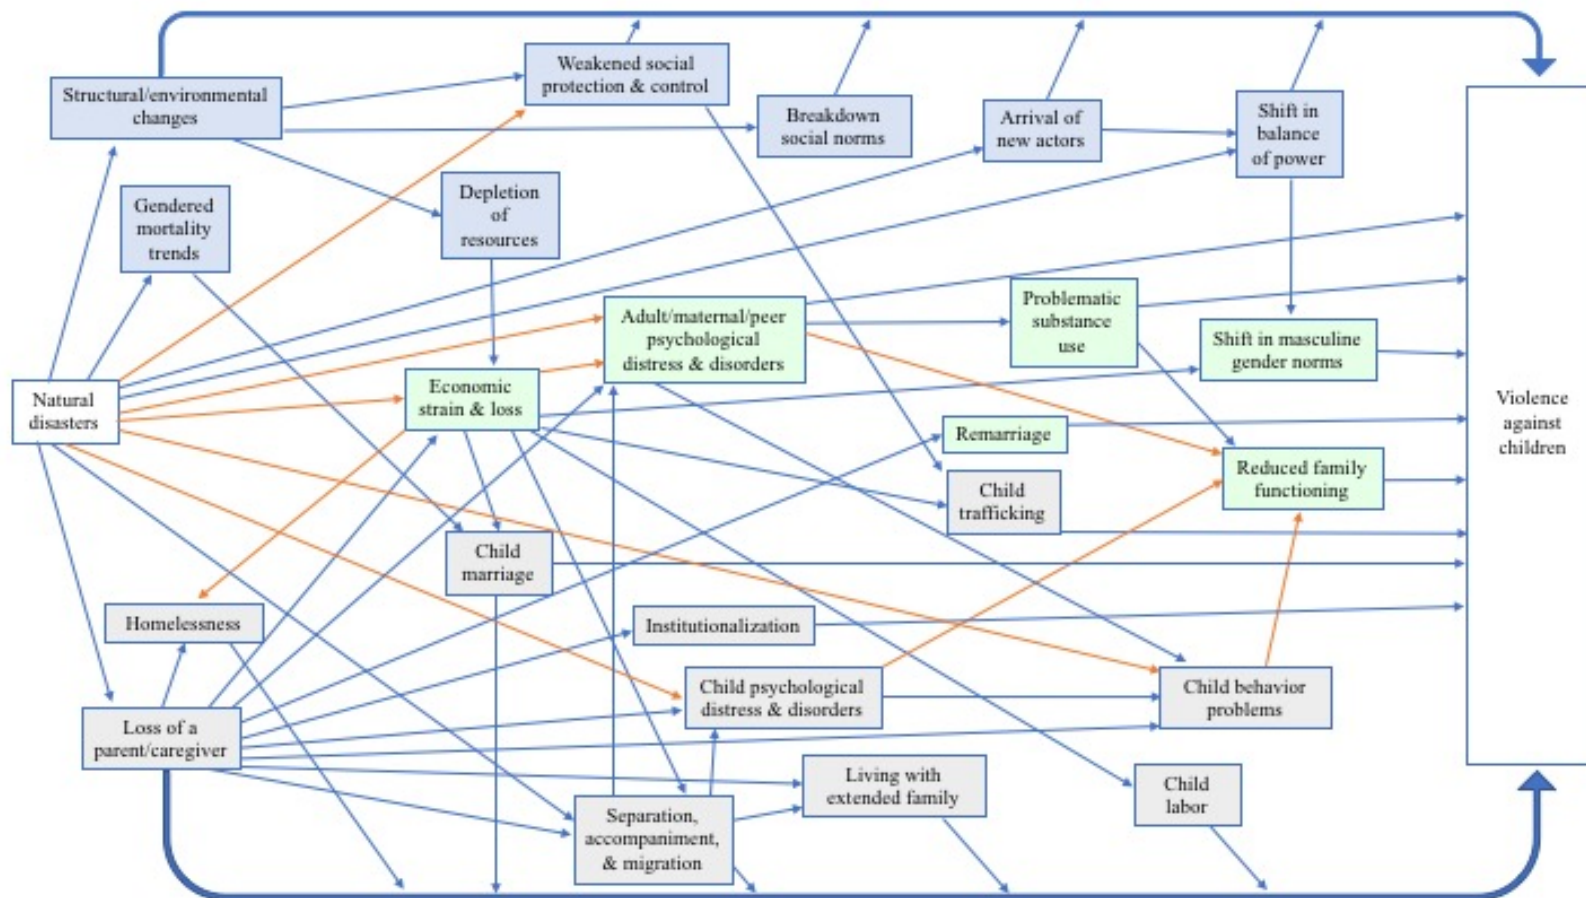 Weakened social
protection & control
Structural/environmental
changes
Breakdown
social norms
Arrival of
new actors
Shift in
balance
of power
Gendered
mortality
trends
Depletion
of
resources
Adult/maternal/peer
psychological
distress & disorders
Problematic
substance
use
Shift in masculine
gender norms
Economic
strain & loss
Natural
disasters
Violence
against
children
Remarriage
Reduced family
functioning
Child
trafficking
Child
marriage
Homelessness
Institutionalization
Child psychological
distress & disorders
Child behavior
problems
Loss of a
parent/caregiver
Living with
extended family
Child
labor
Separation,
accompaniment,
& migration